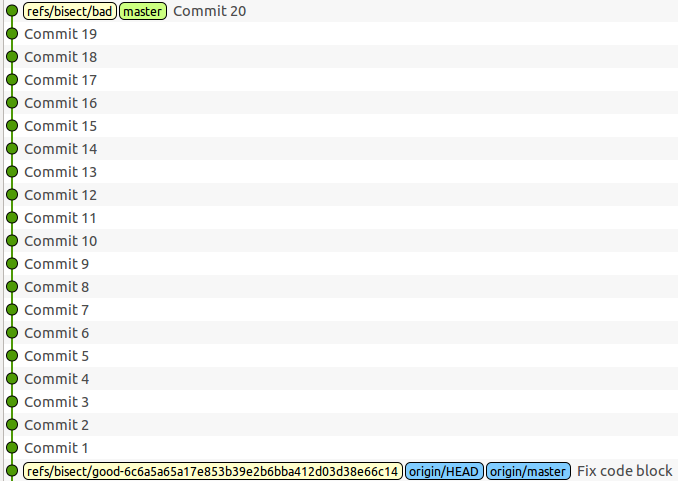 refs/bisect/bad master Commit 20
Commit 19
Commit 18
Commit 17
Commit 16
Commit 15
Commit 14
Commit 13
Commit 12
Commit 11
Commit 10
Commit 9
Commit 8
Commit 7
Commit 6
Commit 5
Commit 4
Commit 3
Commit 2
Commit 1
refs/bisect/good-6c6a5a65a17e853b39e2b6bba412d03d38e66c14 origin/HEAD origin/master Fix code block